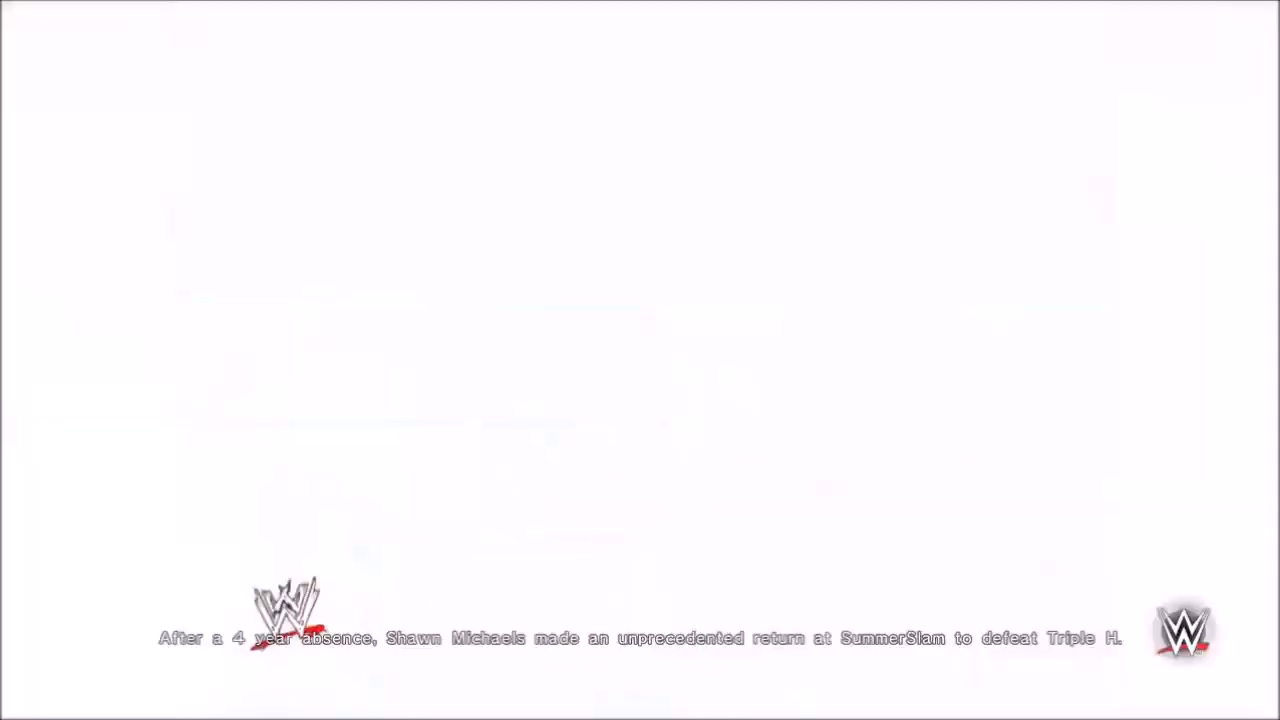 After a 4 year absence, Shawn Michaels made an unprecedented return at SummerSlam to defeat Triple H.